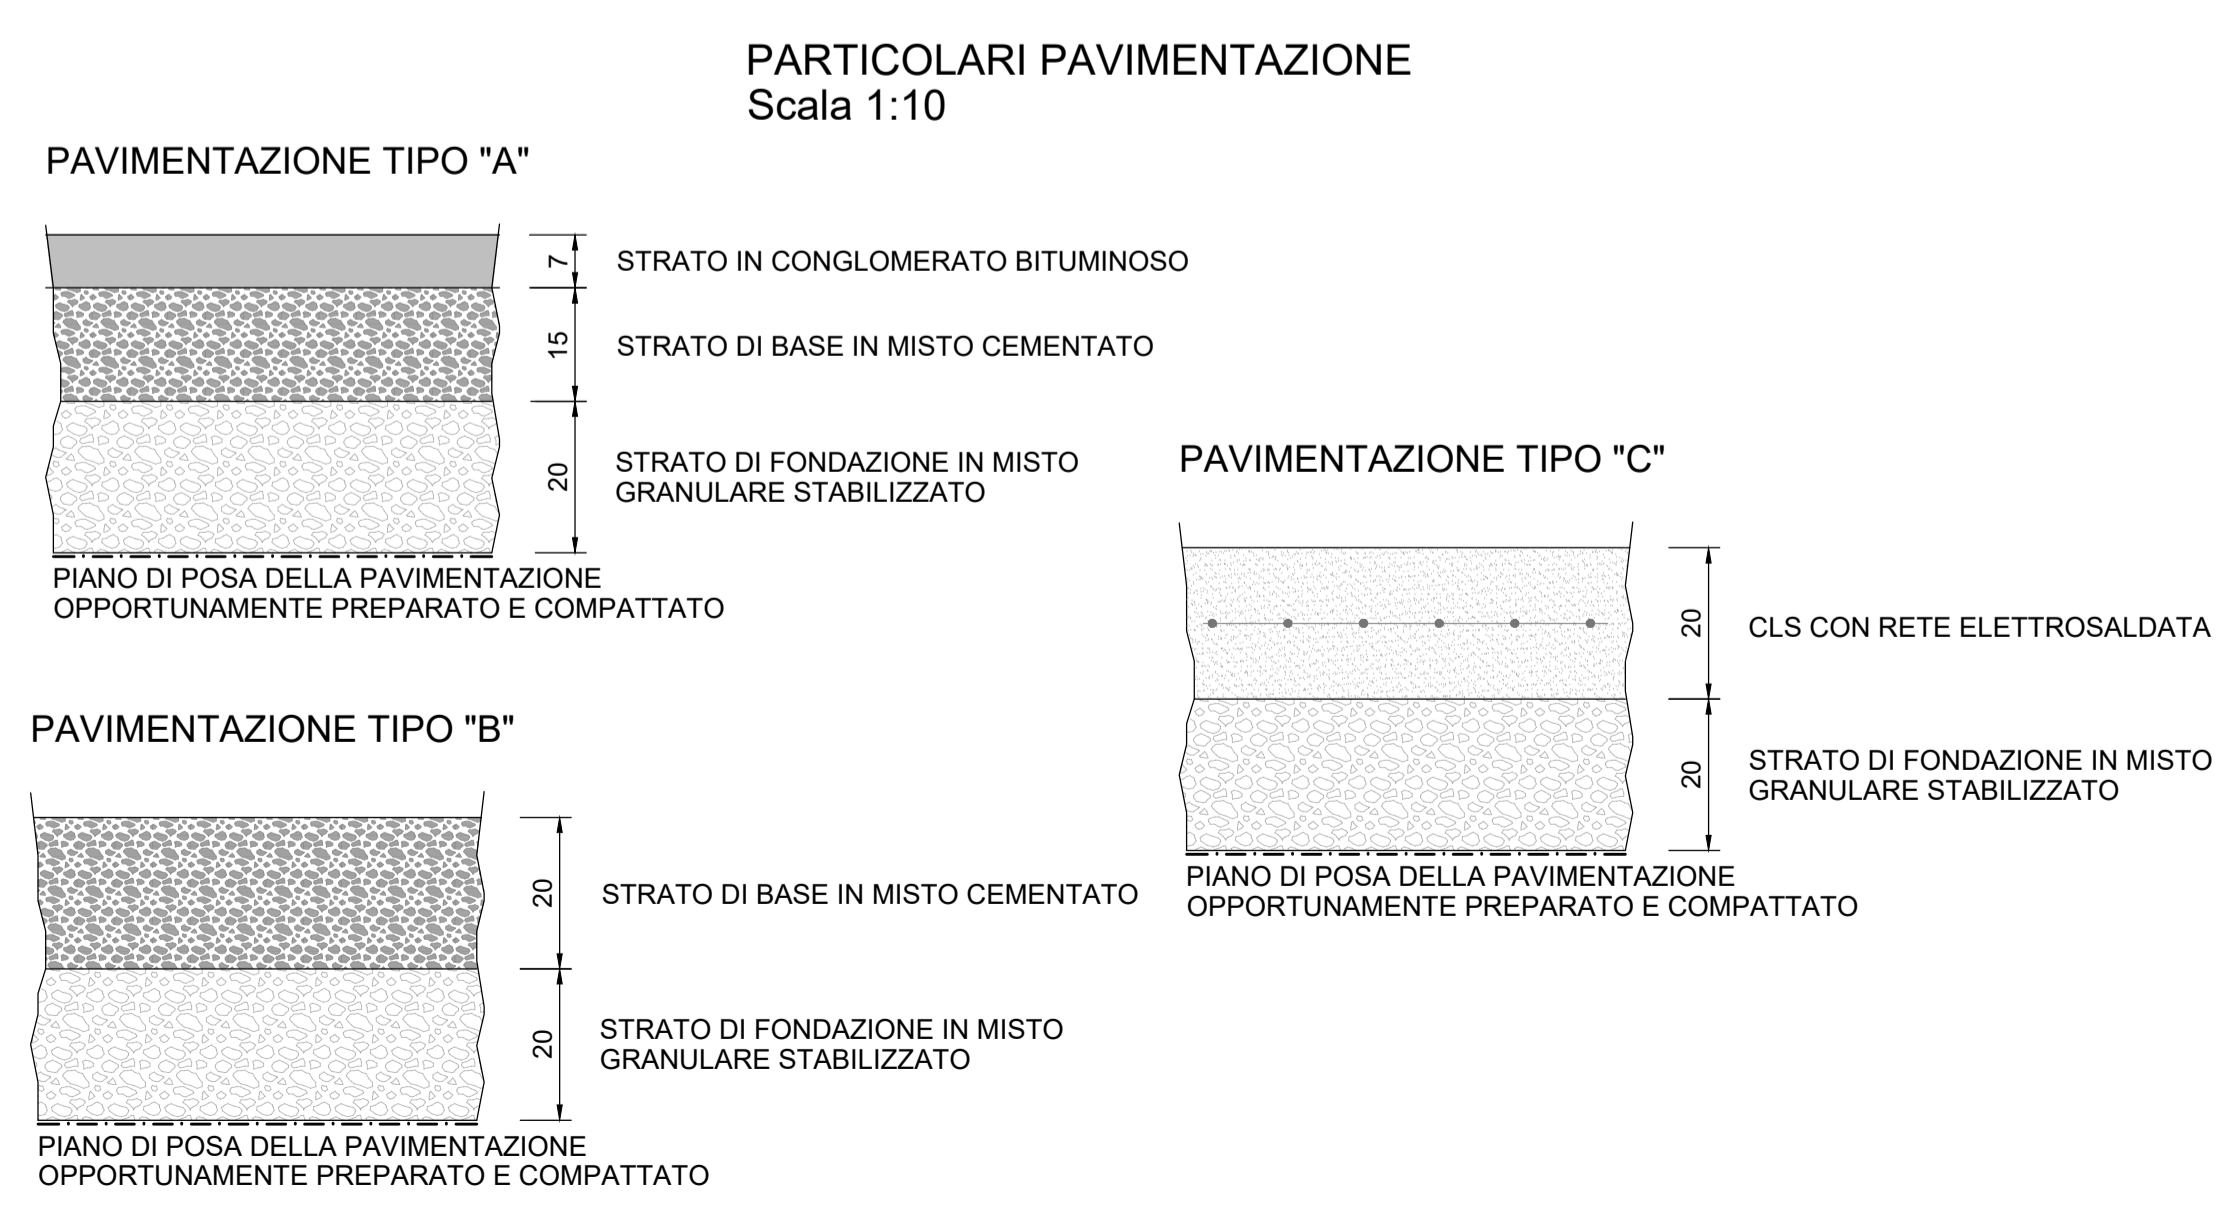 PARTICOLARI PAVIMENTAZIONE
Scala 1:10
PAVIMENTAZIONE TIPO "A"
7
STRATO IN CONGLOMERATO BITUMINOSO
15
STRATO DI BASE IN MISTO CEMENTATO
20
STRATO DI FONDAZIONE IN MISTO
GRANULARE STABILIZZATO
PIANO DI POSA DELLA PAVIMENTAZIONE
OPPORTUNAMENTE PREPARATO E COMPATTATO
PAVIMENTAZIONE TIPO "B"
20
STRATO DI BASE IN MISTO CEMENTATO
20
STRATO DI FONDAZIONE IN MISTO
GRANULARE STABILIZZATO
PIANO DI POSA DELLA PAVIMENTAZIONE
OPPORTUNAMENTE PREPARATO E COMPATTATO
PAVIMENTAZIONE TIPO "C"
20
CLS CON RETE ELETTROSALDATA
20
STRATO DI FONDAZIONE IN MISTO
GRANULARE STABILIZZATO
PIANO DI POSA DELLA PAVIMENTAZIONE
OPPORTUNAMENTE PREPARATO E COMPATTATO